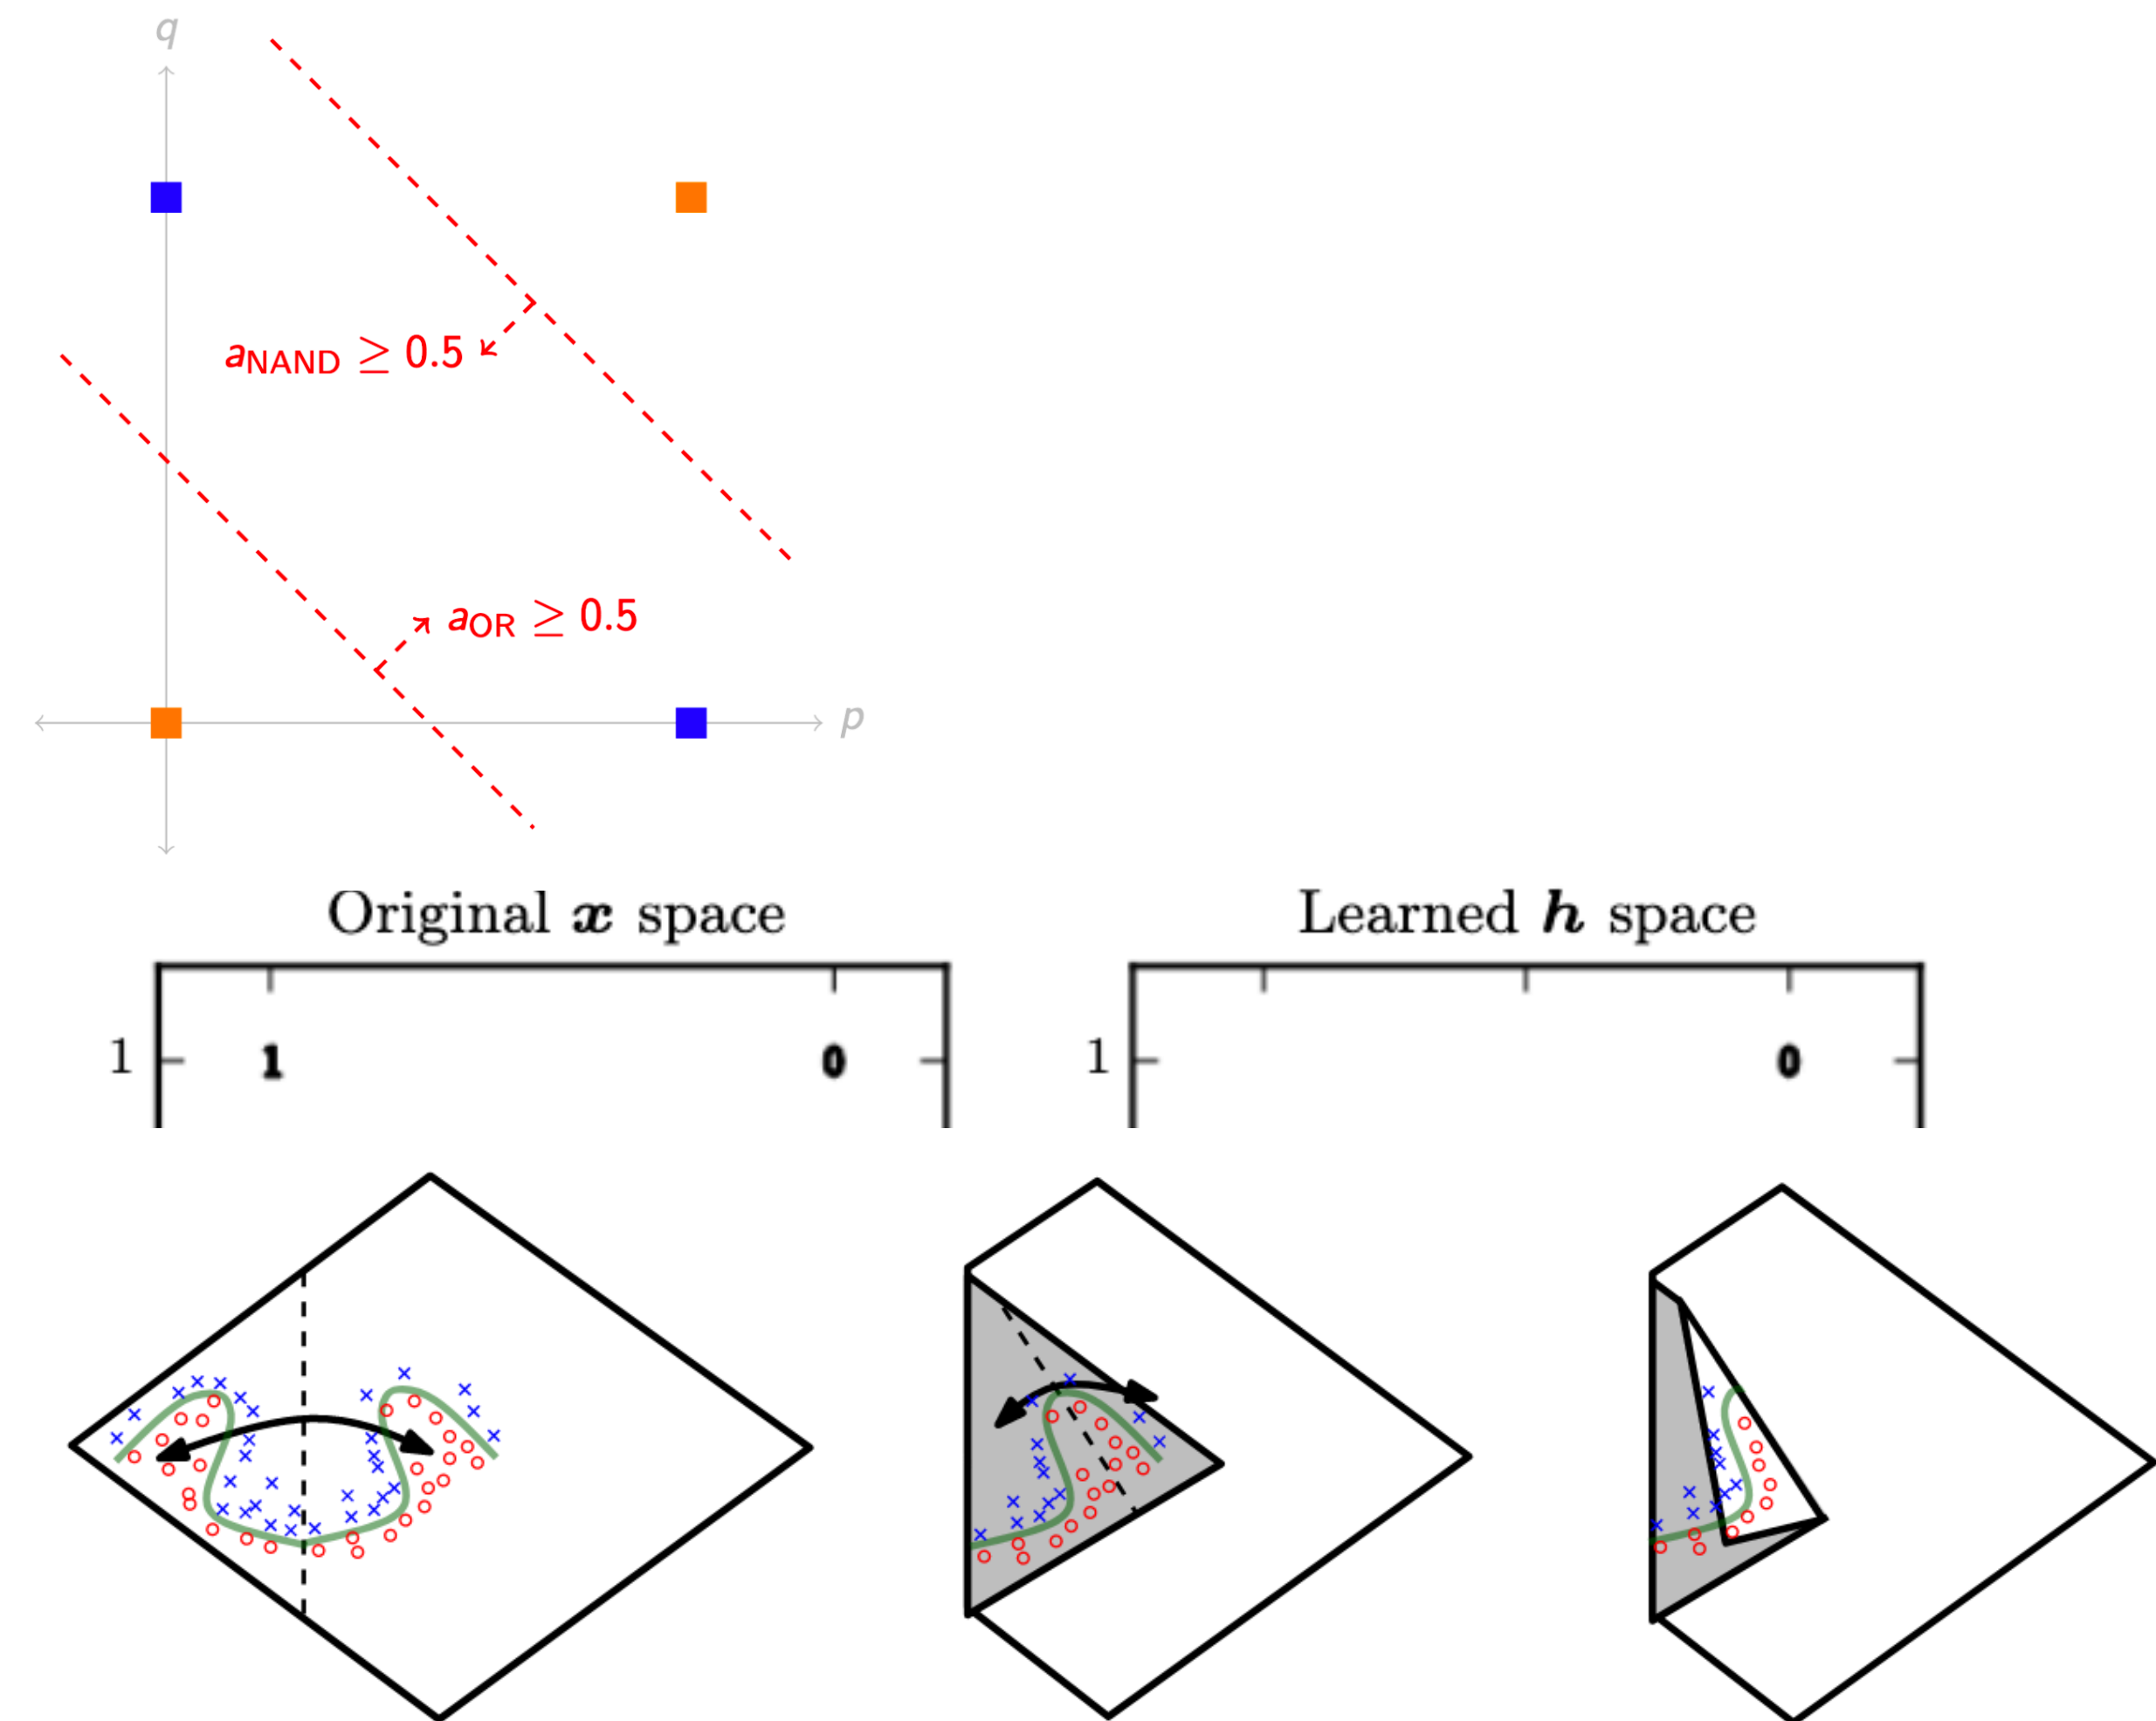 q
a_NAND ≥ 0.5
a_OR ≥ 0.5
p
Original x space
Learned h space
1 1 0
1 0